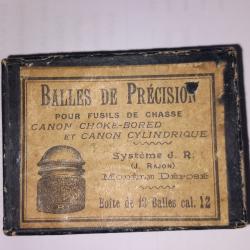 BALLES DE PRÉCISION
POUR FUSILS DE CHASSE
CANON CHOKE-BORED
ET CANON CYLINDRIQUE
Système J. R.
(J. RAJON)
Modèle Déposé
Boîte de 12 Balles cal. 12